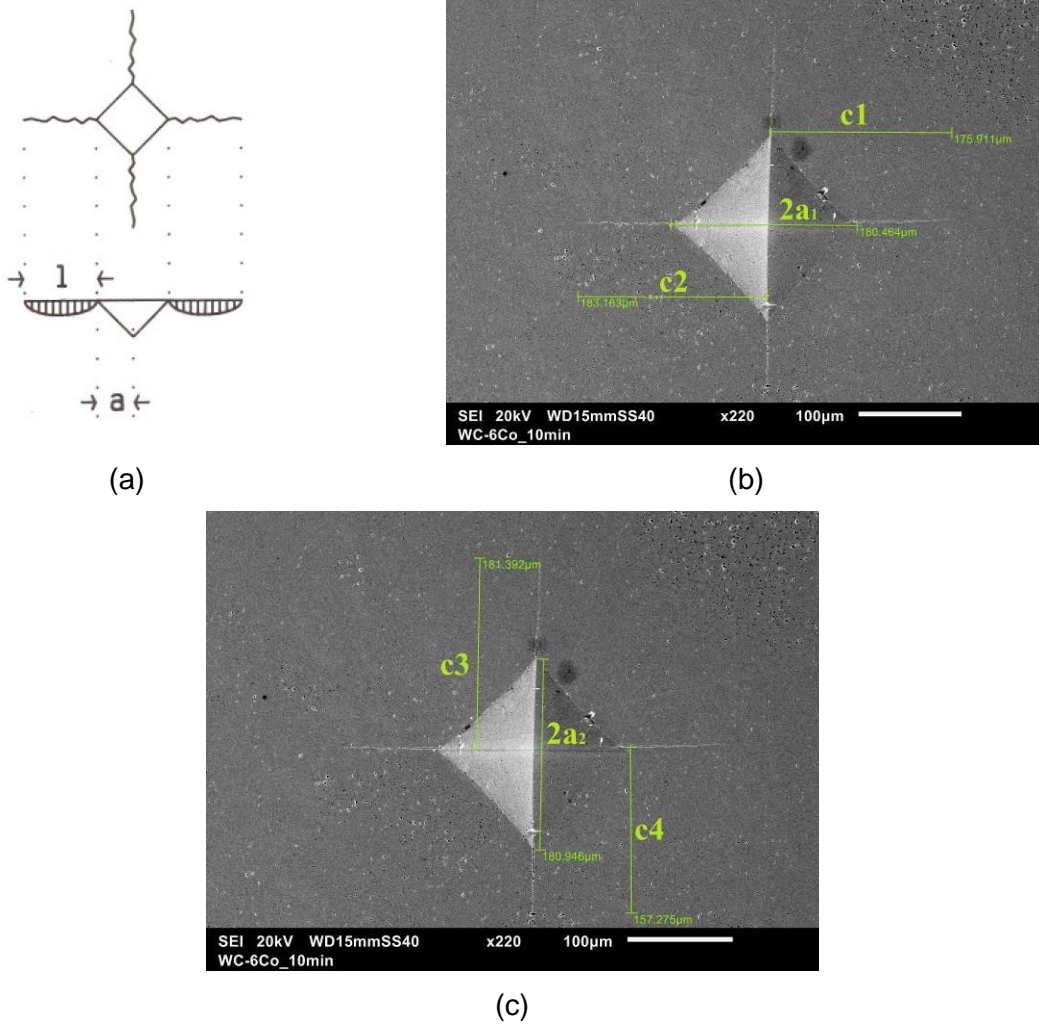 l
a
(a)
c1
175.911µm
2a₁
180.464µm
c2
183.163µm
SEI 20kV WD15mmSS40 x220 100µm
WC-6Co_10min
(b)
181.392µm
c3
2a₂
c4
180.946µm
157.275µm
SEI 20kV WD15mmSS40 x220 100µm
WC-6Co_10min
(c)